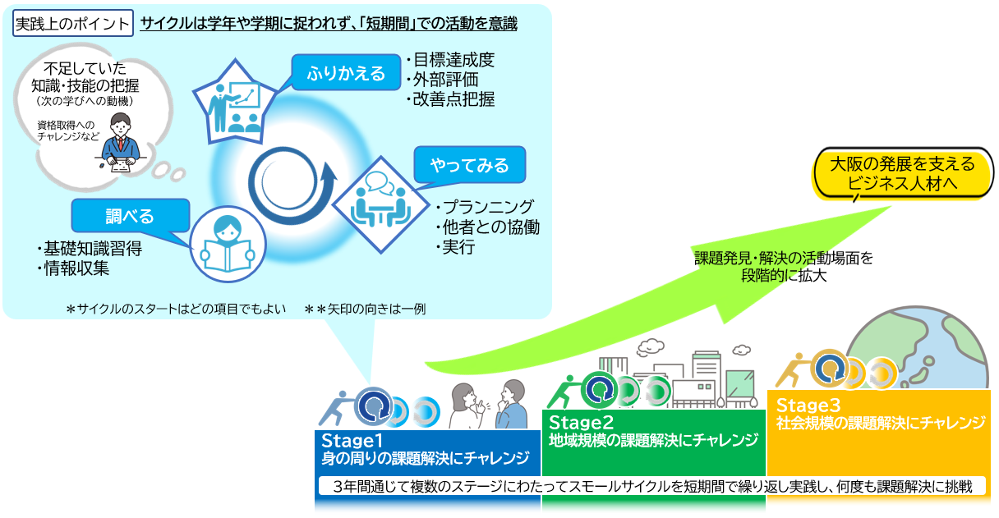 実践上のポイント
サイクルは学年や学期に捉われず、「短期間」での活動を意識
不足していた
知識・技能の把握
（次の学びへの動機）
資格取得への
チャレンジなど
ふりかえる
・目標達成度
・外部評価
・改善点把握
やってみる
・プランニング
・他者との協働
・実行
調べる
・基礎知識習得
・情報収集
＊サイクルのスタートはどの項目でもよい　＊＊矢印の向きは一例
大阪の発展を支える
ビジネス人材へ
課題発見・解決の活動場面を
段階的に拡大
Stage1
身の周りの課題解決にチャレンジ
Stage2
地域規模の課題解決にチャレンジ
Stage3
社会規模の課題解決にチャレンジ
３年間通じて複数のステージにわたってスモールサイクルを短期間で繰り返し実践し、何度も課題解決に挑戦